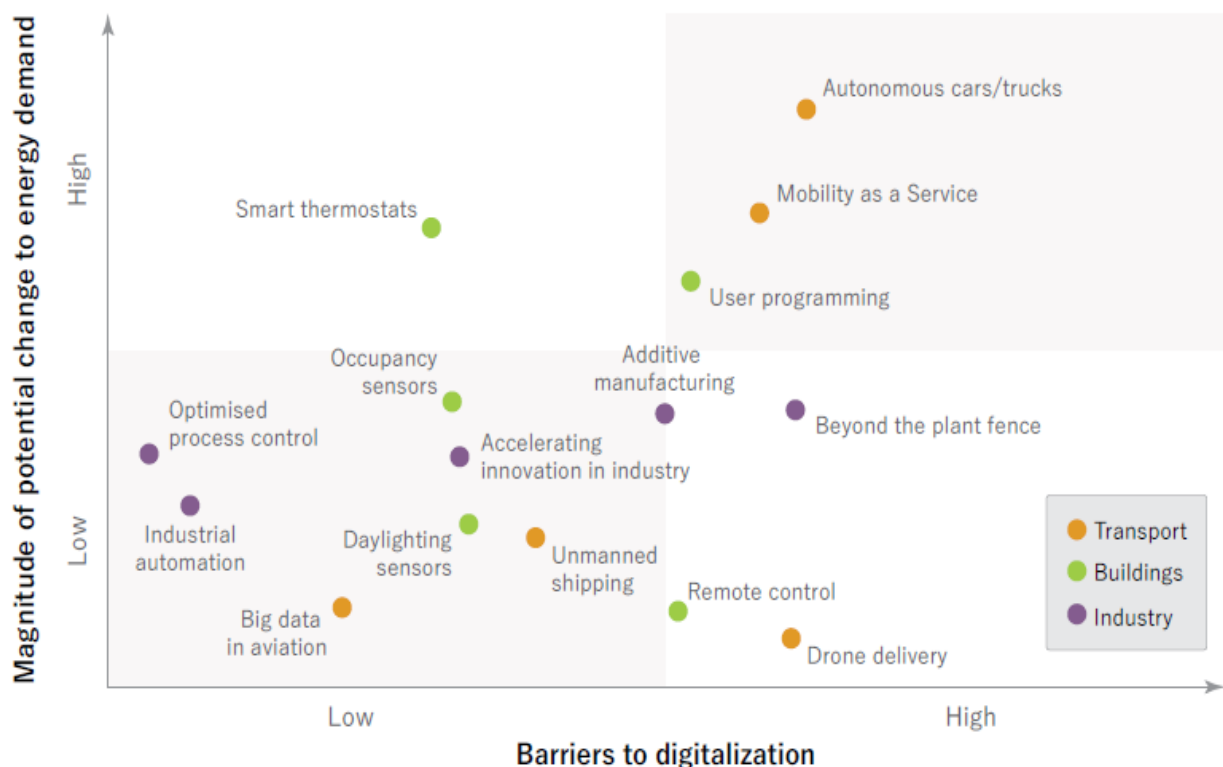 Magnitude of potential change to energy demand
High
Low
Autonomous cars/trucks
Mobility as a Service
Smart thermostats
User programming
Occupancy
sensors
Additive
manufacturing
Optimised
process control
Beyond the plant fence
Accelerating
innovation in industry
Industrial
automation
Daylighting
sensors
Unmanned
shipping
Remote control
Big data
in aviation
Drone delivery
Transport
Buildings
Industry
Low
High
Barriers to digitalization